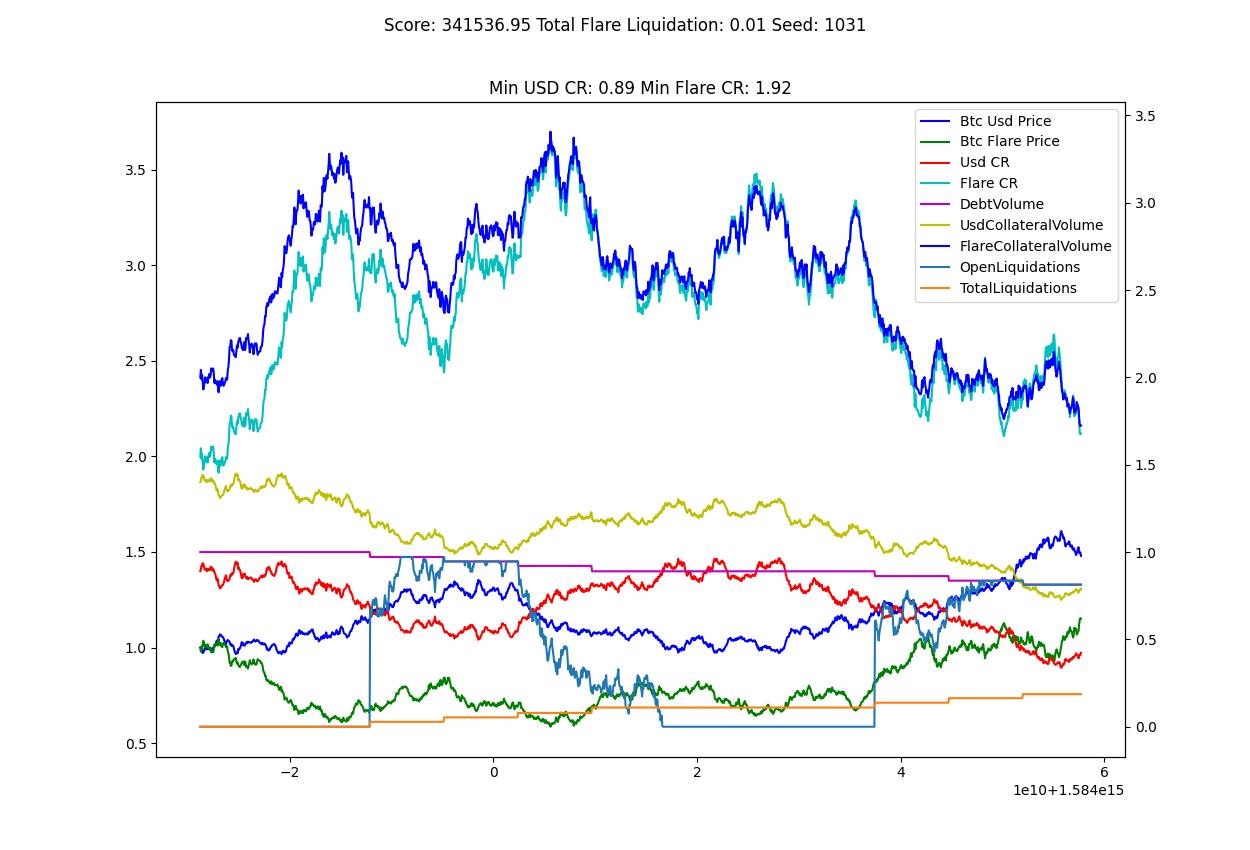 Score: 341536.95 Total Flare Liquidation: 0.01 Seed: 1031
Min USD CR: 0.89 Min Flare CR: 1.92
Btc Usd Price
Btc Flare Price
Usd CR
Flare CR
DebtVolume
UsdCollateralVolume
FlareCollateralVolume
OpenLiquidations
TotalLiquidations
3.5
3.0
2.5
2.0
1.5
1.0
0.5
3.5
3.0
2.5
2.0
1.5
1.0
0.5
0.0
−2 0 2 4 6
1e10+1.584e15